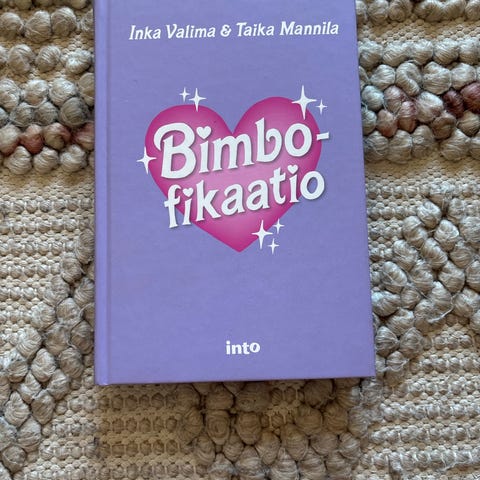 Inka Valima & Taika Mannila
Bimbo-
fikaatio
into